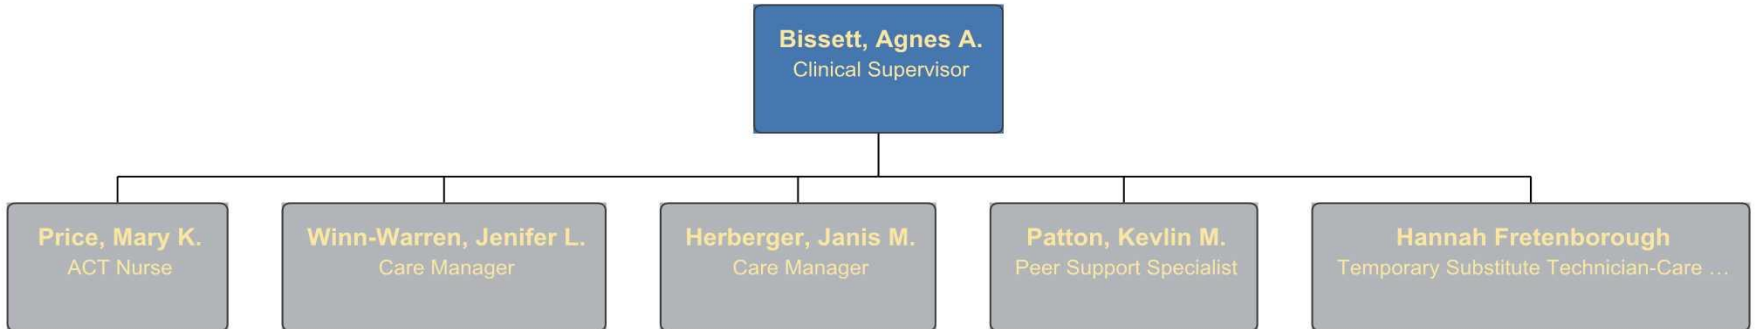 Bissett, Agnes A.
Clinical Supervisor
Price, Mary K.
ACT Nurse
Winn-Warren, Jenifer L.
Care Manager
Herberger, Janis M.
Care Manager
Patton, Kevlin M.
Peer Support Specialist
Hannah Fretenborough
Temporary Substitute Technician-Care …